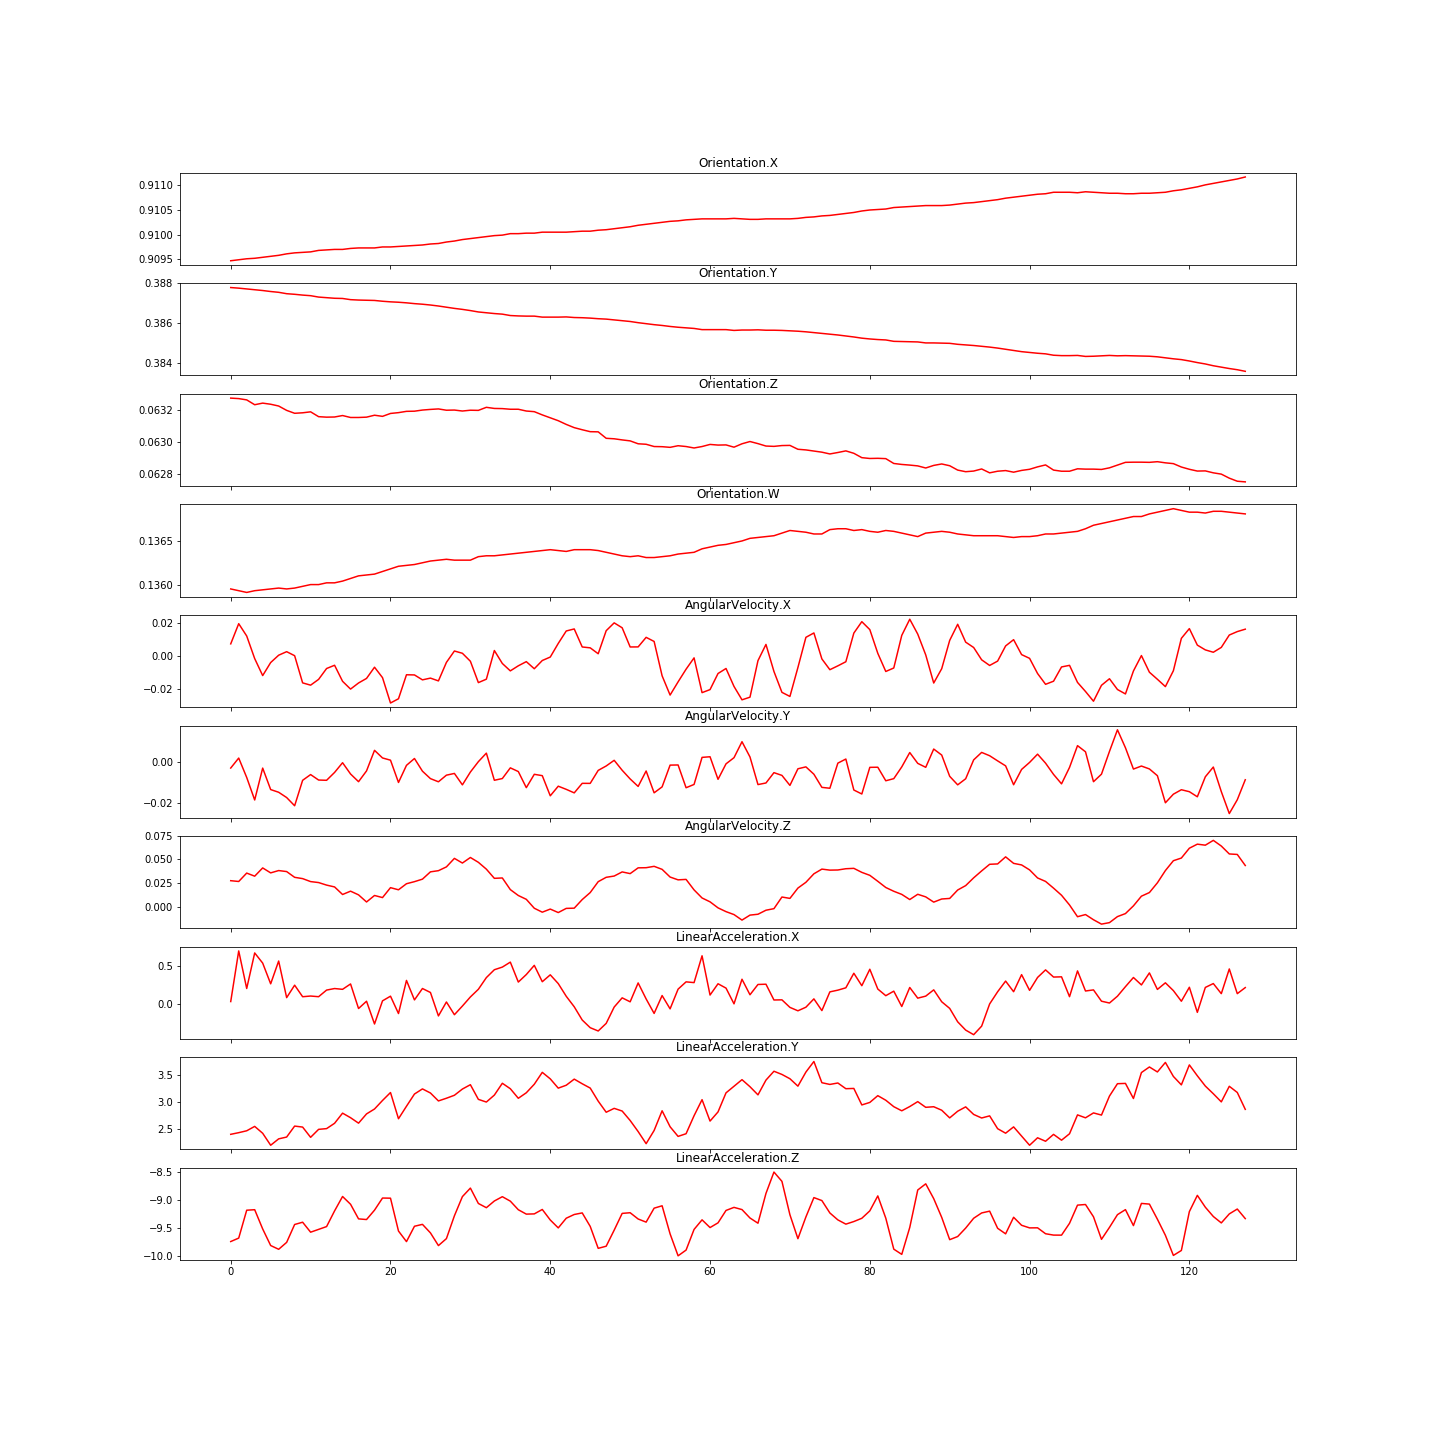 Orientation.X
0.9110
0.9105
0.9100
0.9095
Orientation.Y
0.388
0.386
0.384
Orientation.Z
0.0632
0.0630
0.0628
Orientation.W
0.1365
0.1360
AngularVelocity.X
0.02
0.00
−0.02
AngularVelocity.Y
0.00
−0.02
AngularVelocity.Z
0.075
0.050
0.025
0.000
LinearAcceleration.X
0.5
0.0
LinearAcceleration.Y
3.5
3.0
2.5
LinearAcceleration.Z
−8.5
−9.0
−9.5
−10.0
0 20 40 60 80 100 120